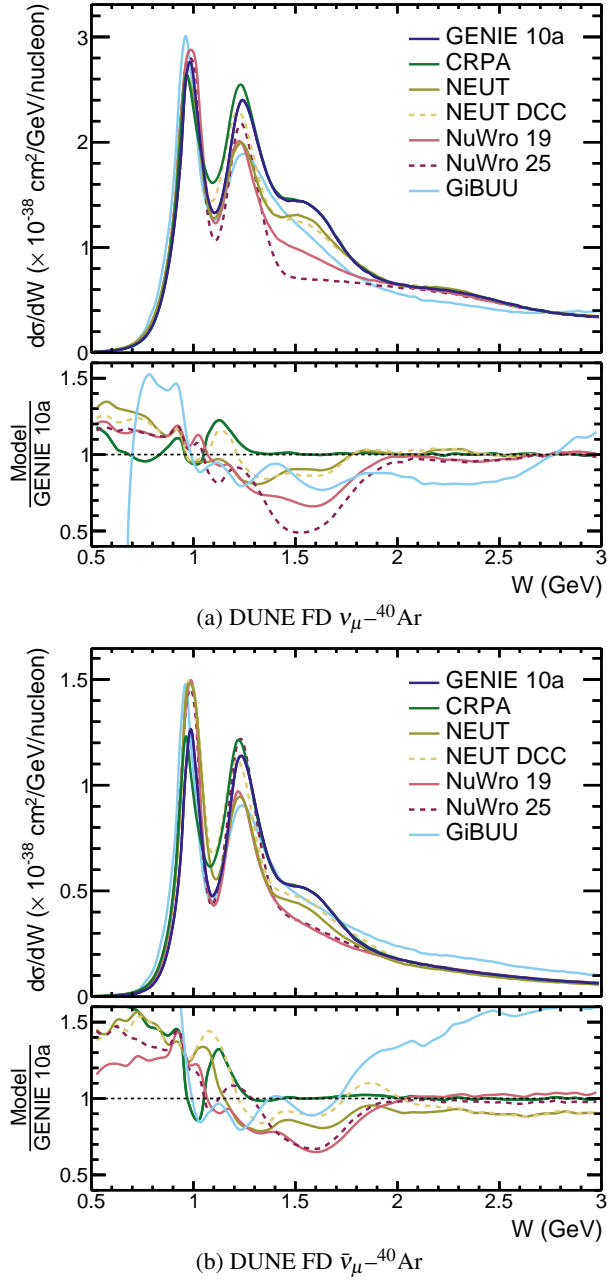 3
2
1
0
dσ/dW (× 10⁻³⁸ cm²/GeV/nucleon)
GENIE 10a
CRPA
NEUT
NEUT DCC
NuWro 19
NuWro 25
GiBUU
1.5
1
0.5
Model
GENIE 10a
0.5 1 1.5 2 2.5 3
W (GeV)
(a) DUNE FD νμ–⁴⁰Ar
1.5
1
0.5
0
dσ/dW (× 10⁻³⁸ cm²/GeV/nucleon)
GENIE 10a
CRPA
NEUT
NEUT DCC
NuWro 19
NuWro 25
GiBUU
1.5
1
0.5
Model
GENIE 10a
0.5 1 1.5 2 2.5 3
W (GeV)
(b) DUNE FD ν̄μ–⁴⁰Ar